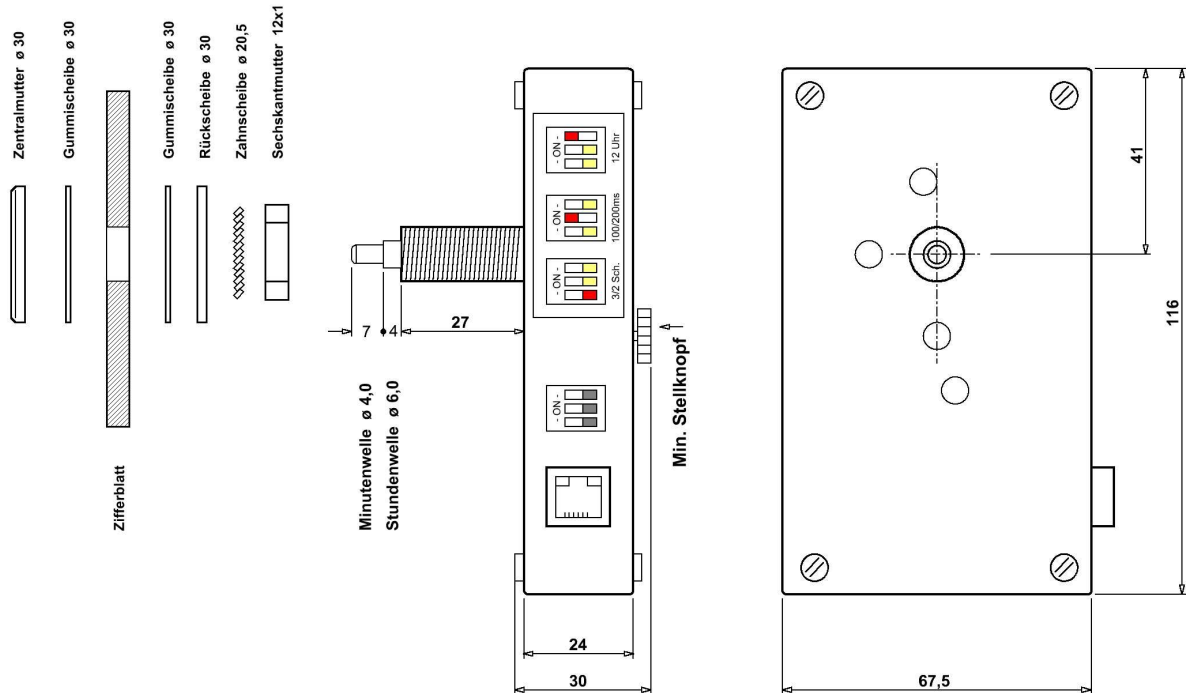 Zentralmutter ø 30
Gummischeibe ø 30
Zifferblatt
Gummischeibe ø 30
Rückscheibe ø 30
Zahnscheibe ø 20,5
Sechskantmutter 12x1
7
4
27
Minutenwelle ø 4,0
Stundenwelle ø 6,0
- ON -
12 Uhr
- ON -
100/200ms
- ON -
3/2 Sch.
- ON -
Min. Stellknopf
24
30
41
116
67,5